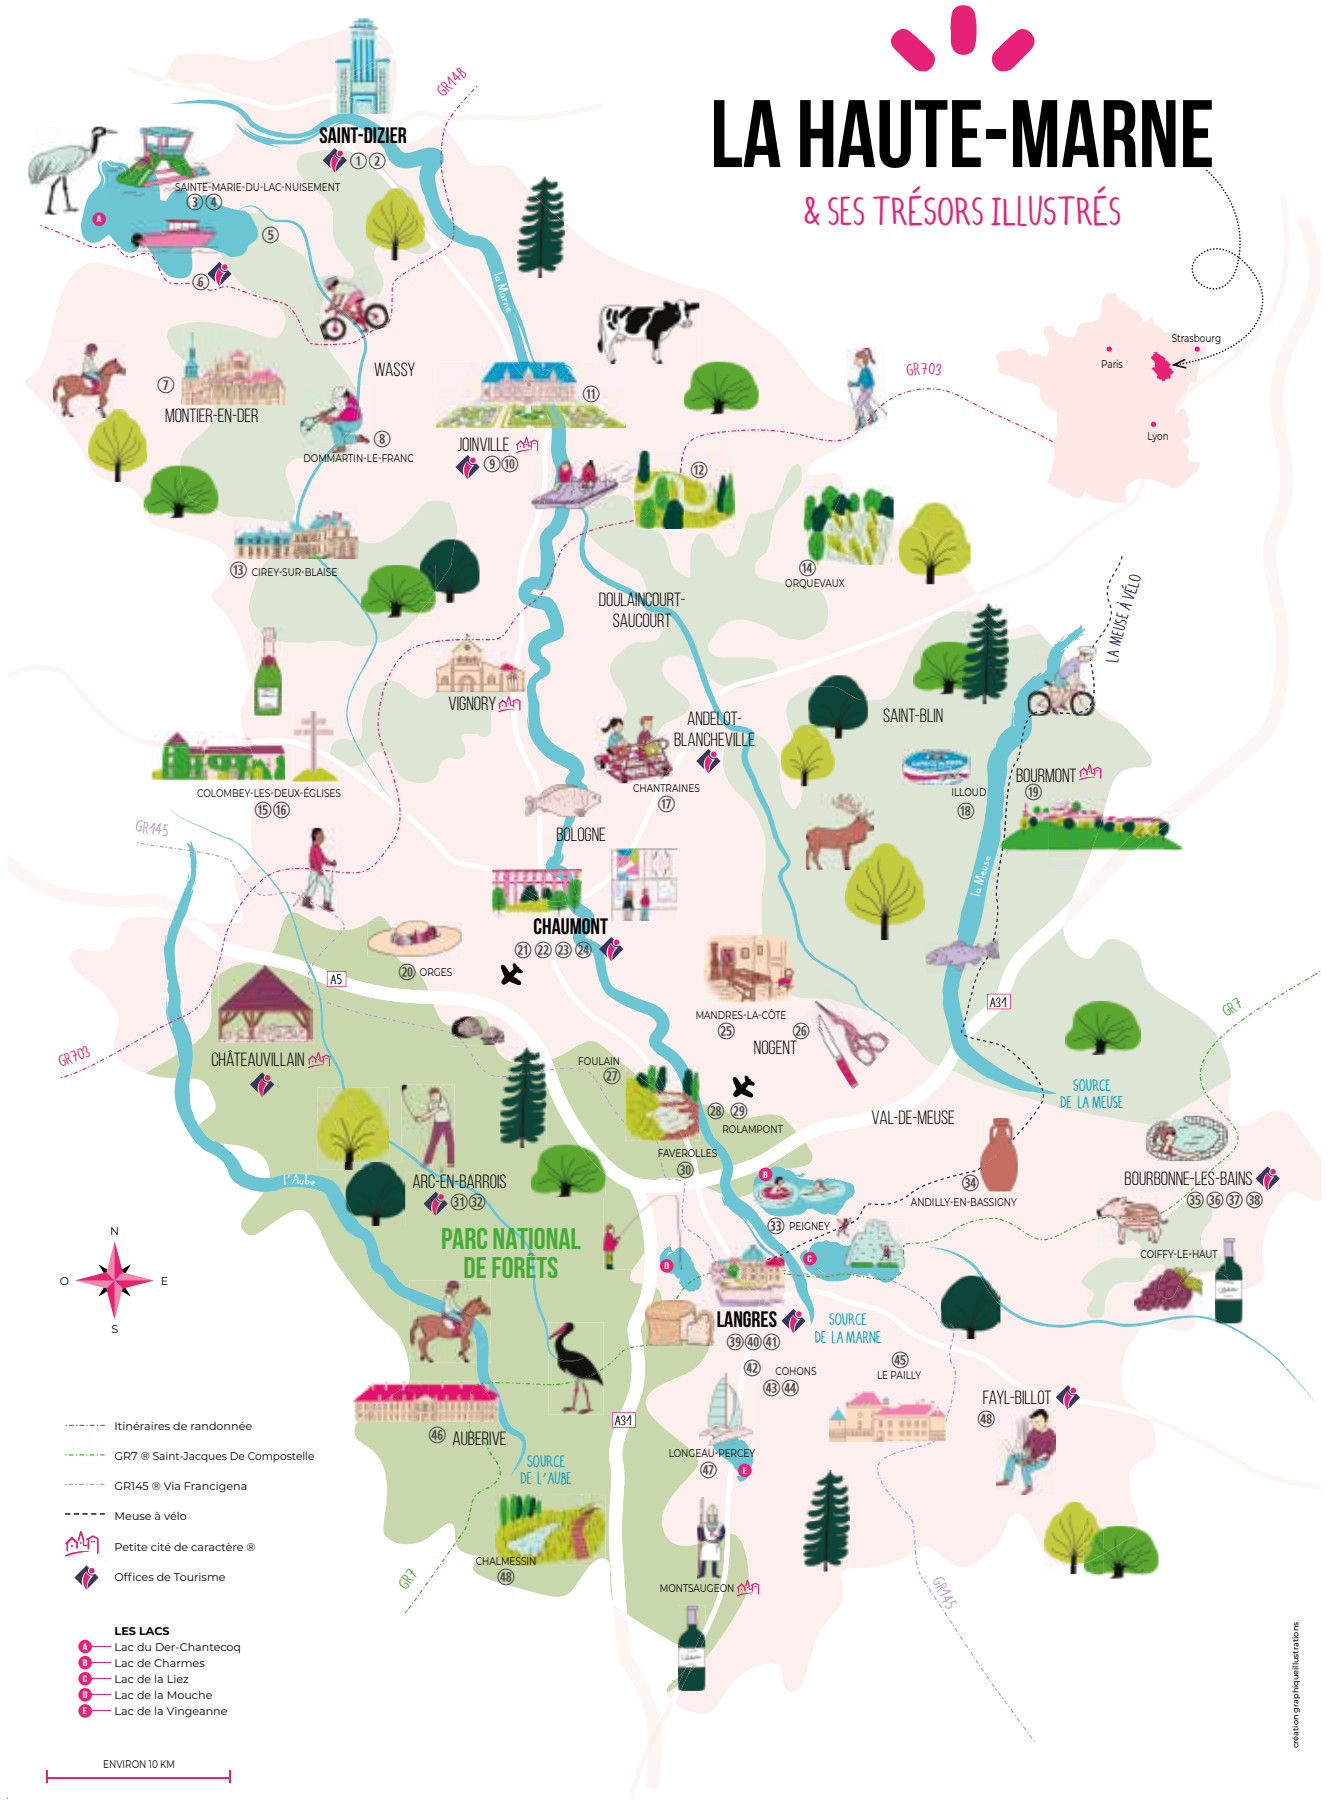 LA HAUTE-MARNE
& SES TRÉSORS ILLUSTRÉS
Paris
Strasbourg
Lyon
GR14B
SAINT-DIZIER
1 2
SAINTE-MARIE-DU-LAC-NUISEMENT
3 4
A
5
6
la Marne
WASSY
7
MONTIER-EN-DER
8
DOMMARTIN-LE-FRANC
11
JOINVILLE
9 10
GR703
12
13 CIREY-SUR-BLAISE
14
ORQUEVAUX
DOULAINCOURT-
SAUCOURT
LA MEUSE À VÉLO
VIGNORY
ANDELOT-
BLANCHEVILLE
SAINT-BLIN
CHANTRAINES
17
ILLOUD
18
BOURMONT
19
COLOMBEY-LES-DEUX-ÉGLISES
15 16
GR145
BOLOGNE
la Meuse
CHAUMONT
21 22 23 24
20 ORGES
A5
A31
GR7
MANDRES-LA-CÔTE
25
26
NOGENT
GR703
CHÂTEAUVILLAIN
FOULAIN
27
28 29
ROLAMPONT
SOURCE
DE LA MEUSE
VAL-DE-MEUSE
FAVEROLLES
30
B
l'Aube
ARC-EN-BARROIS
31 32
34
ANDILLY-EN-BASSIGNY
BOURBONNE-LES-BAINS
35 36 37 38
33 PEIGNEY
PARC NATIONAL
DE FORÊTS
N
O
E
S
D
C
COIFFY-LE-HAUT
LANGRES
39 40 41
SOURCE
DE LA MARNE
42
COHONS
43 44
45
LE PAILLY
FAYL-BILLOT
48
A31
46 AUBERIVE
SOURCE
DE L'AUBE
LONGEAU-PERCEY
47
E
CHALMESSIN
48
GR7
MONTSAUGEON
GR145
Itinéraires de randonnée
GR7 ® Saint-Jacques De Compostelle
GR145 ® Via Francigena
Meuse à vélo
Petite cité de caractère ®
Offices de Tourisme
LES LACS
A Lac du Der-Chantecoq
B Lac de Charmes
C Lac de la Liez
D Lac de la Mouche
E Lac de la Vingeanne
ENVIRON 10 KM
création graphiqueillustrations